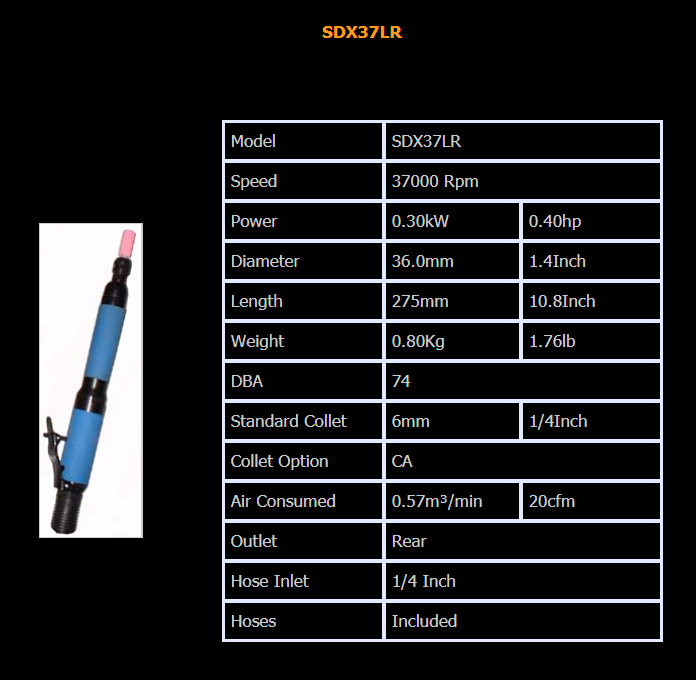 SDX37LR
Model SDX37LR
Speed 37000 Rpm
Power 0.30kW 0.40hp
Diameter 36.0mm 1.4Inch
Length 275mm 10.8Inch
Weight 0.80Kg 1.76lb
DBA 74
Standard Collet 6mm 1/4Inch
Collet Option CA
Air Consumed 0.57m³/min 20cfm
Outlet Rear
Hose Inlet 1/4 Inch
Hoses Included